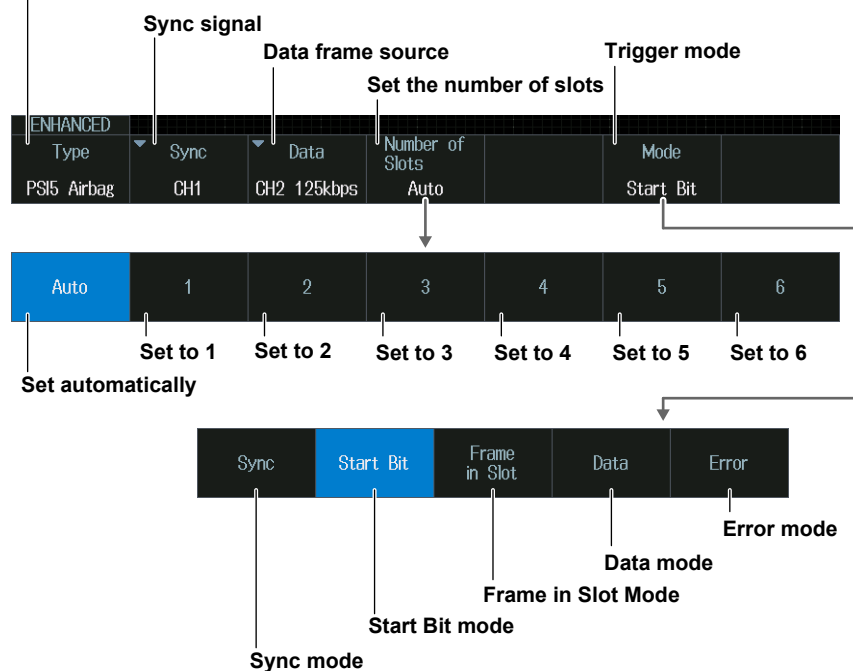 Sync signal
Data frame source
Trigger mode
Set the number of slots
ENHANCED
Type
Sync
Data
Number of
Slots
Mode
PSI5 Airbag
CH1
CH2 125kbps
Auto
Start Bit
Auto
1
2
3
4
5
6
Set to 1
Set to 2
Set to 3
Set to 4
Set to 5
Set to 6
Set automatically
Sync
Start Bit
Frame
in Slot
Data
Error
Error mode
Data mode
Frame in Slot Mode
Start Bit mode
Sync mode